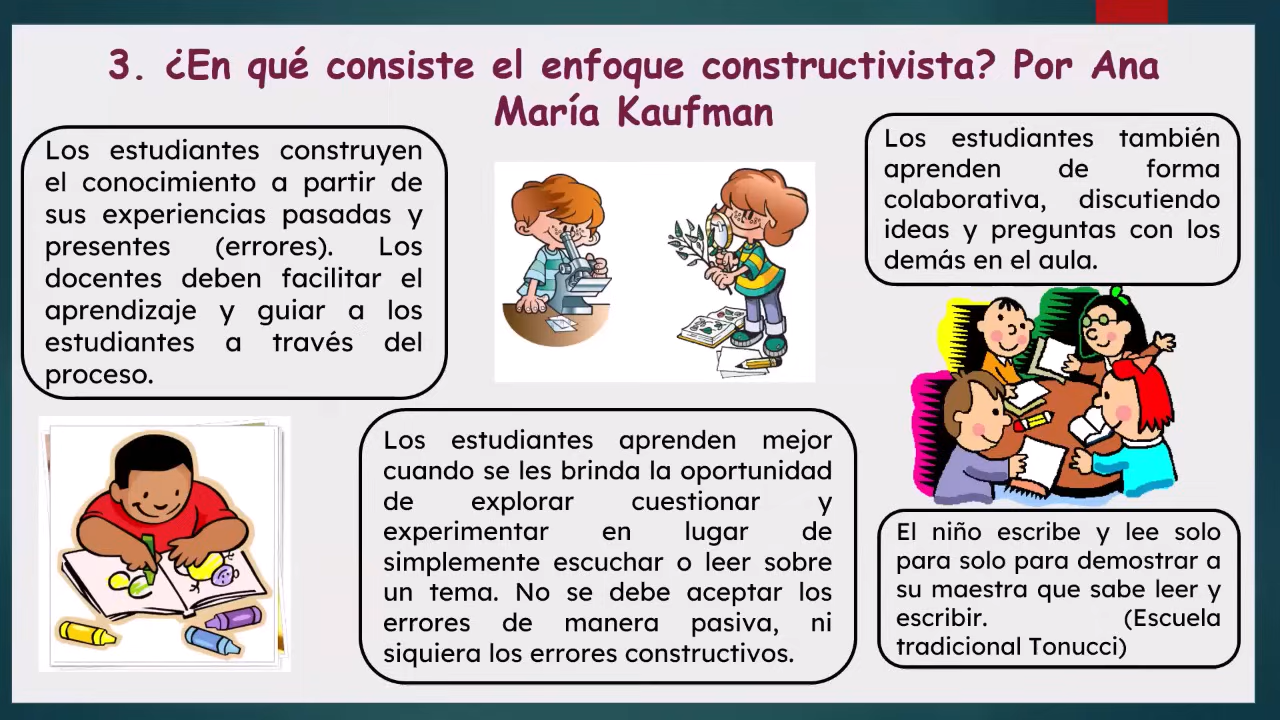 3. ¿En qué consiste el enfoque constructivista? Por Ana
María Kaufman
Los estudiantes construyen
el conocimiento a partir de
sus experiencias pasadas y
presentes (errores). Los
docentes deben facilitar el
aprendizaje y guiar a los
estudiantes a través del
proceso.
Los estudiantes también
aprenden de forma
colaborativa, discutiendo
ideas y preguntas con los
demás en el aula.
Los estudiantes aprenden mejor
cuando se les brinda la oportunidad
de explorar cuestionar y
experimentar en lugar de
simplemente escuchar o leer sobre
un tema. No se debe aceptar los
errores de manera pasiva, ni
siquiera los errores constructivos.
El niño escribe y lee solo
para solo para demostrar a
su maestra que sabe leer y
escribir. (Escuela
tradicional Tonucci)